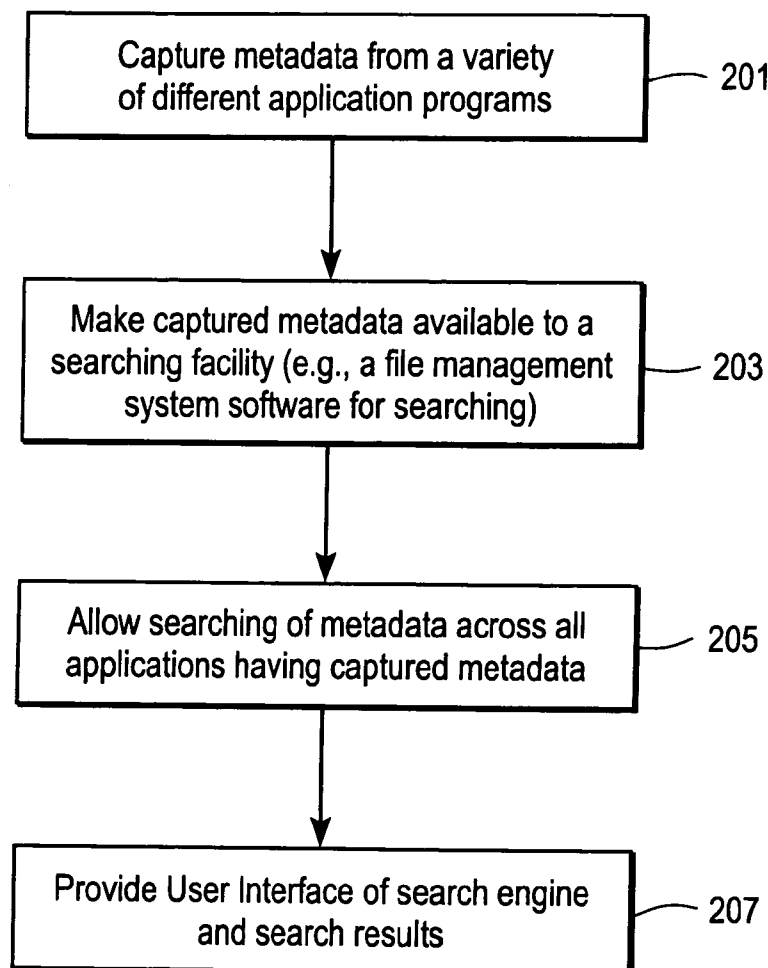 Capture metadata from a variety
of different application programs
201
Make captured metadata available to a
searching facility (e.g., a file management
system software for searching)
203
Allow searching of metadata across all
applications having captured metadata
205
Provide User Interface of search engine
and search results
207